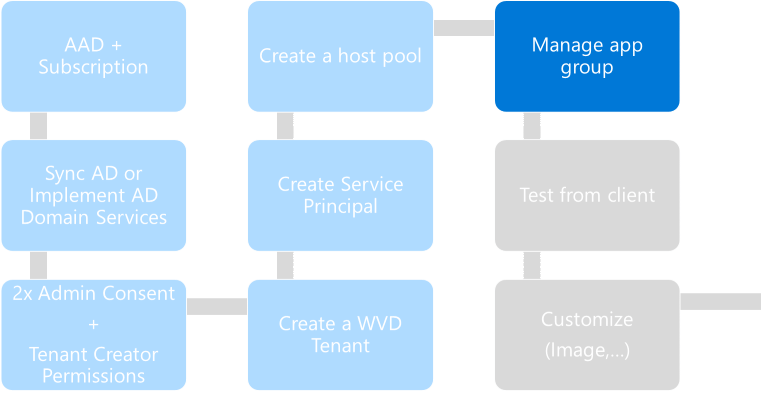 AAD +
Subscription
Sync AD or
Implement AD
Domain Services
2x Admin Consent
+
Tenant Creator
Permissions
Create a WVD
Tenant
Create Service
Principal
Create a host pool
Manage app
group
Test from client
Customize
(Image,...)